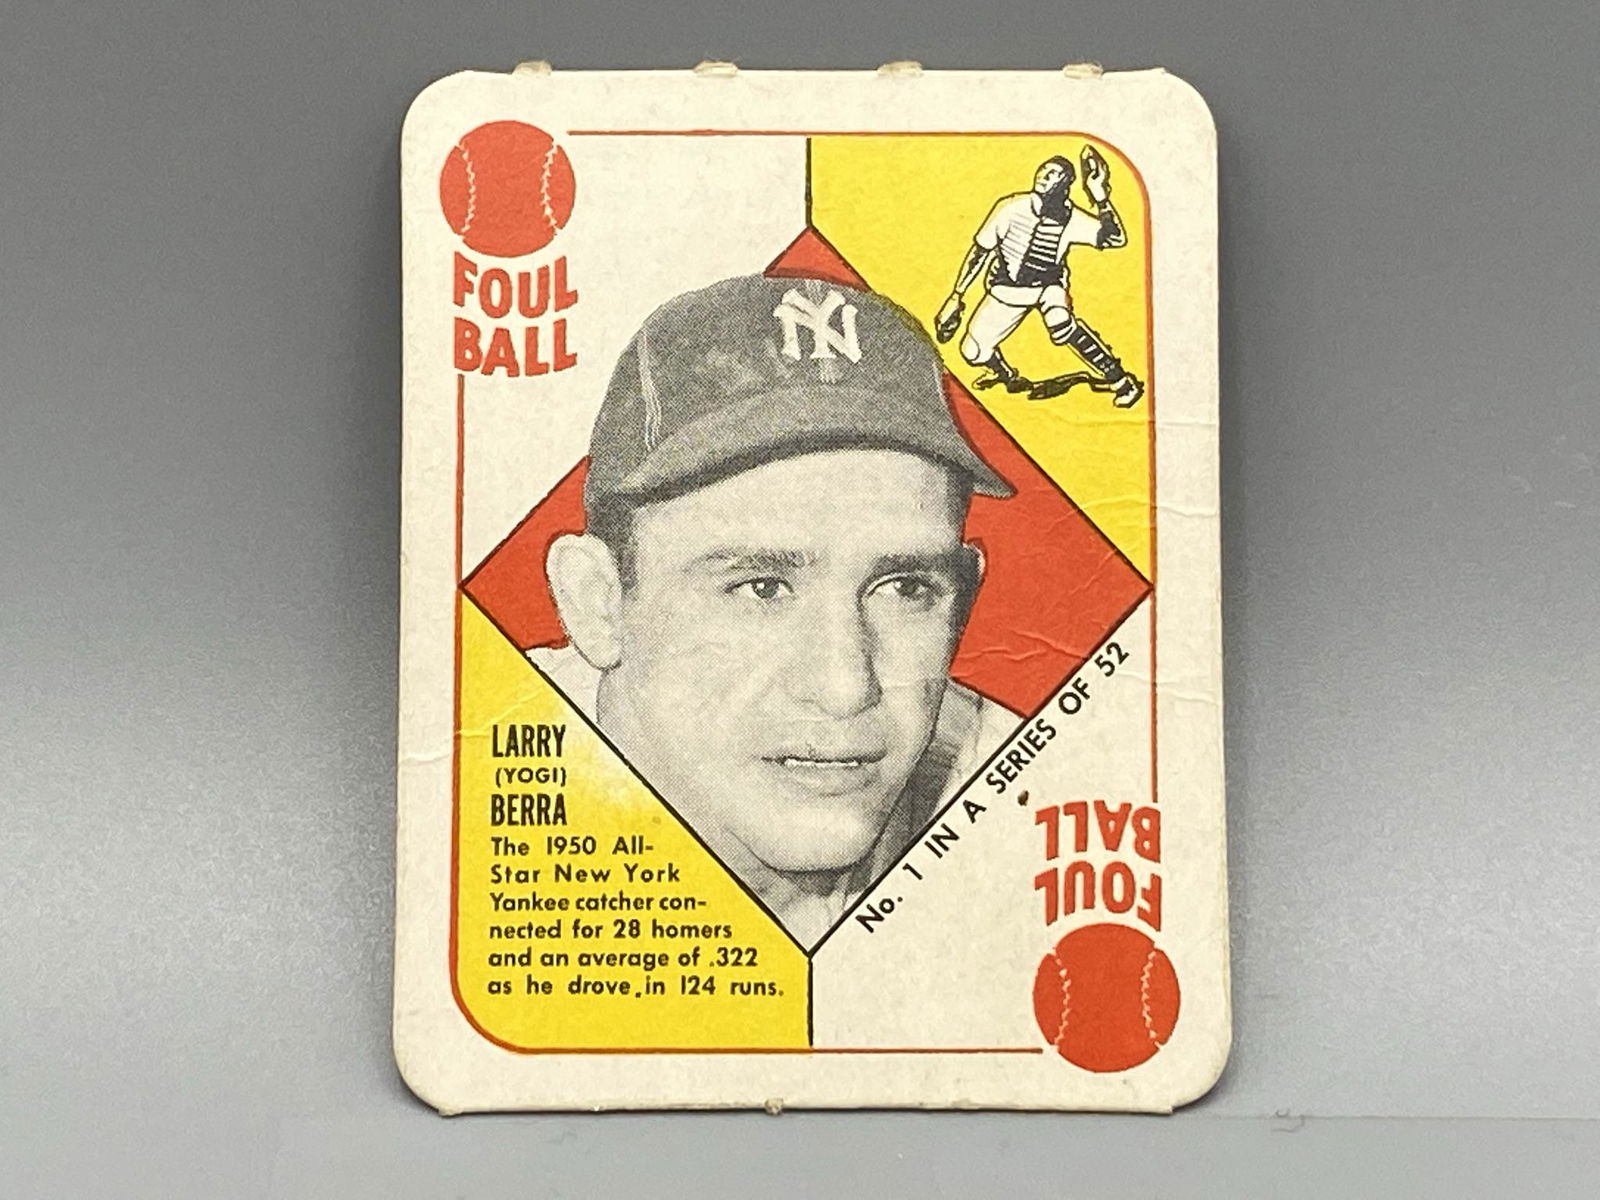 FOUL
BALL
NY
LARRY
(YOGI)
BERRA
The 1950 All-
Star New York
Yankee catcher con-
nected for 28 homers
and an average of .322
as he drove in 124 runs.
No. 1 IN A SERIES OF 52
FOUL
BALL